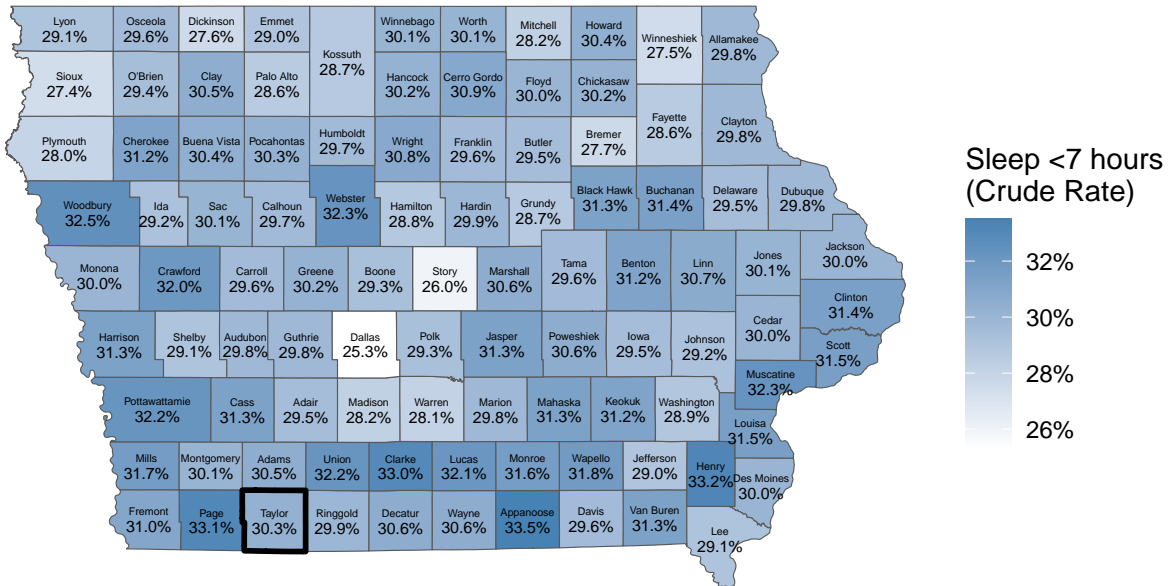 Lyon
29.1%
Osceola
29.6%
Dickinson
27.6%
Emmet
29.0%
Kossuth
28.7%
Winnebago
30.1%
Worth
30.1%
Mitchell
28.2%
Howard
30.4%
Winneshiek
27.5%
Allamakee
29.8%
Sioux
27.4%
O'Brien
29.4%
Clay
30.5%
Palo Alto
28.6%
Hancock
30.2%
Cerro Gordo
30.9%
Floyd
30.0%
Chickasaw
30.2%
Fayette
28.6%
Clayton
29.8%
Plymouth
28.0%
Cherokee
31.2%
Buena Vista
30.4%
Pocahontas
30.3%
Humboldt
29.7%
Wright
30.8%
Franklin
29.6%
Butler
29.5%
Bremer
27.7%
Woodbury
32.5%
Ida
29.2%
Sac
30.1%
Calhoun
29.7%
Webster
32.3%
Hamilton
28.8%
Hardin
29.9%
Grundy
28.7%
Black Hawk
31.3%
Buchanan
31.4%
Delaware
29.5%
Dubuque
29.8%
Monona
30.0%
Crawford
32.0%
Carroll
29.6%
Greene
30.2%
Boone
29.3%
Story
26.0%
Marshall
30.6%
Tama
29.6%
Benton
31.2%
Linn
30.7%
Jones
30.1%
Jackson
30.0%
Clinton
31.4%
Harrison
31.3%
Shelby
29.1%
Audubon
29.8%
Guthrie
29.8%
Dallas
25.3%
Polk
29.3%
Jasper
31.3%
Poweshiek
30.6%
Iowa
29.5%
Johnson
29.2%
Cedar
30.0%
Scott
31.5%
Muscatine
32.3%
Pottawattamie
32.2%
Cass
31.3%
Adair
29.5%
Madison
28.2%
Warren
28.1%
Marion
29.8%
Mahaska
31.3%
Keokuk
31.2%
Washington
28.9%
Louisa
31.5%
Mills
31.7%
Montgomery
30.1%
Adams
30.5%
Union
32.2%
Clarke
33.0%
Lucas
32.1%
Monroe
31.6%
Wapello
31.8%
Jefferson
29.0%
Henry
33.2%
Des Moines
30.0%
Fremont
31.0%
Page
33.1%
Taylor
30.3%
Ringgold
29.9%
Decatur
30.6%
Wayne
30.6%
Appanoose
33.5%
Davis
29.6%
Van Buren
31.3%
Lee
29.1%
Sleep <7 hours
(Crude Rate)
32%
30%
28%
26%